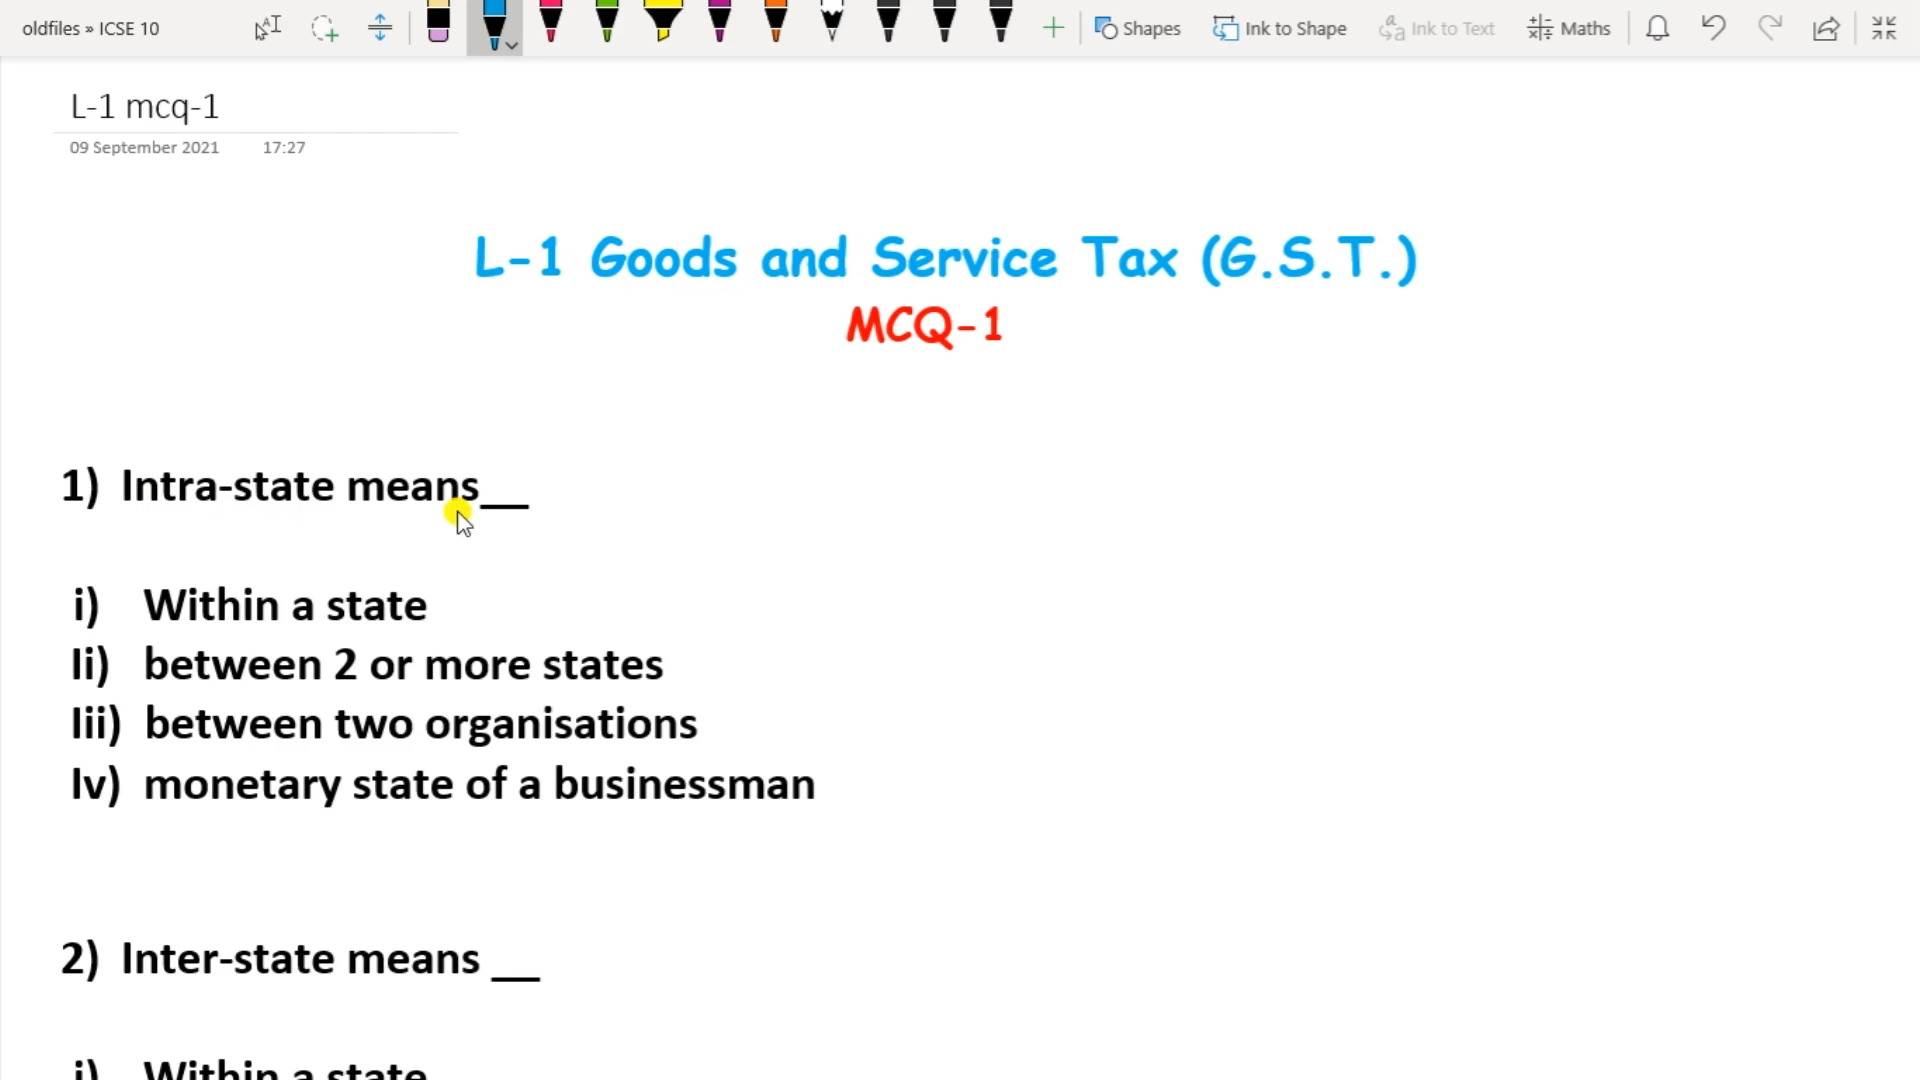 oldfiles » ICSE 10
Shapes
Ink to Shape
Ink to Text
Maths
L-1 mcq-1
09 September 2021 17:27
L-1 Goods and Service Tax (G.S.T.)
MCQ-1
1) Intra-state means__
i) Within a state
Ii) between 2 or more states
Iii) between two organisations
Iv) monetary state of a businessman
2) Inter-state means __
i) Within a state